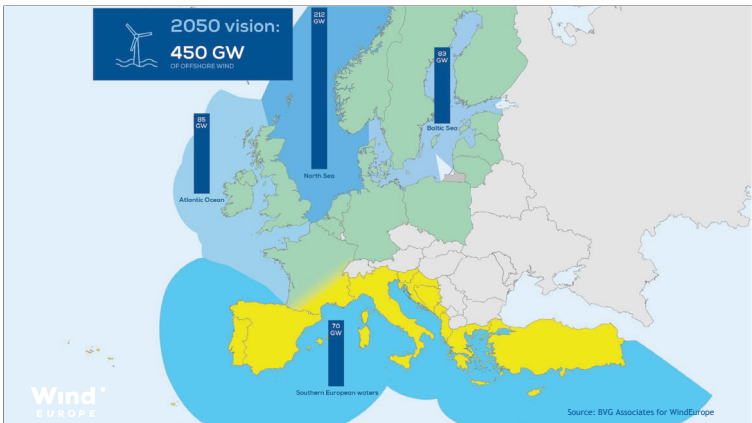 2050 vision:
450 GW
OF OFFSHORE WIND
212
GW
North Sea
83
GW
Baltic Sea
85
GW
Atlantic Ocean
70
GW
Southern European waters
Wind
EUROPE
Source: BVG Associates for WindEurope